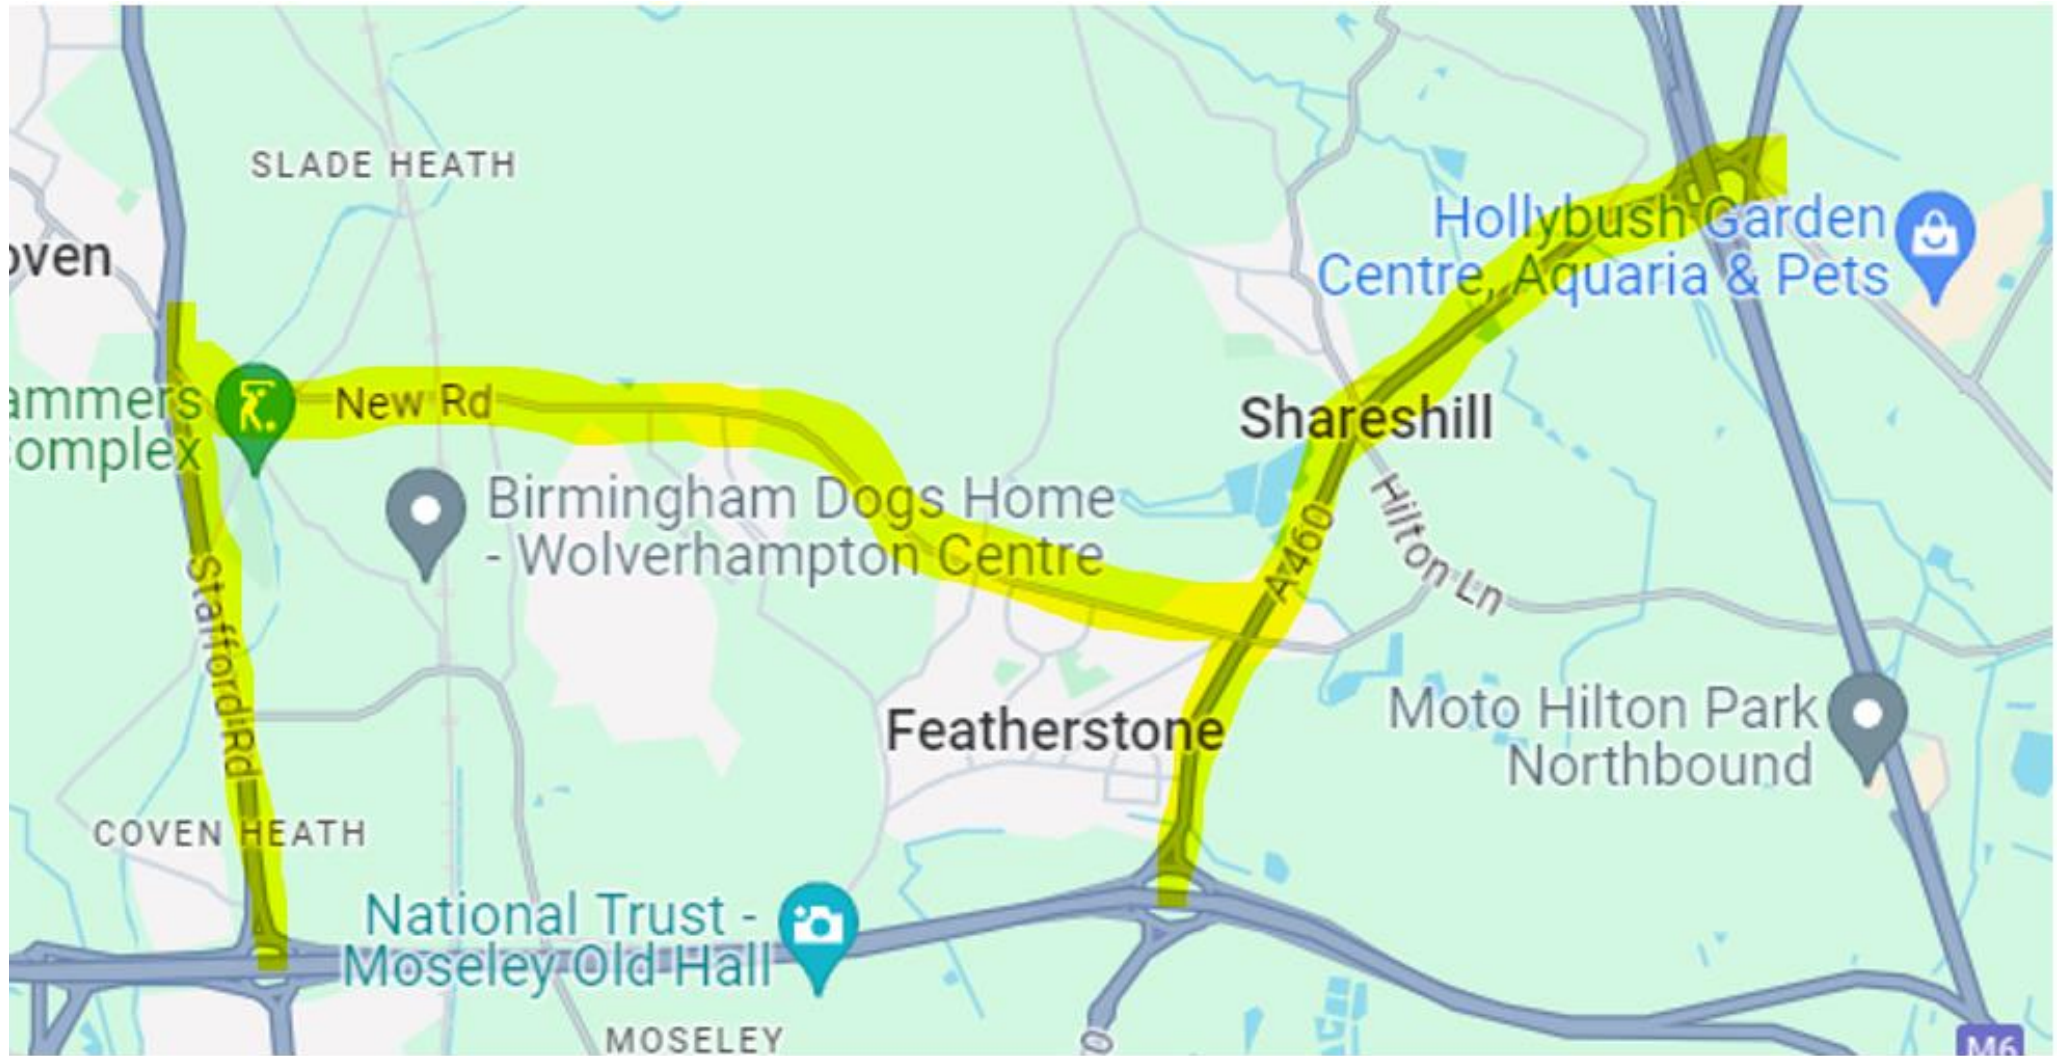 SLADE HEATH
oven
Hollybush Garden
Centre, Aquaria & Pets
ammers
omplex
New Rd
Shareshill
Birmingham Dogs Home
- Wolverhampton Centre
A460
Hilton Ln
Stafford Rd
Featherstone
Moto Hilton Park
Northbound
COVEN HEATH
National Trust -
Moseley Old Hall
MOSELEY
0
M6